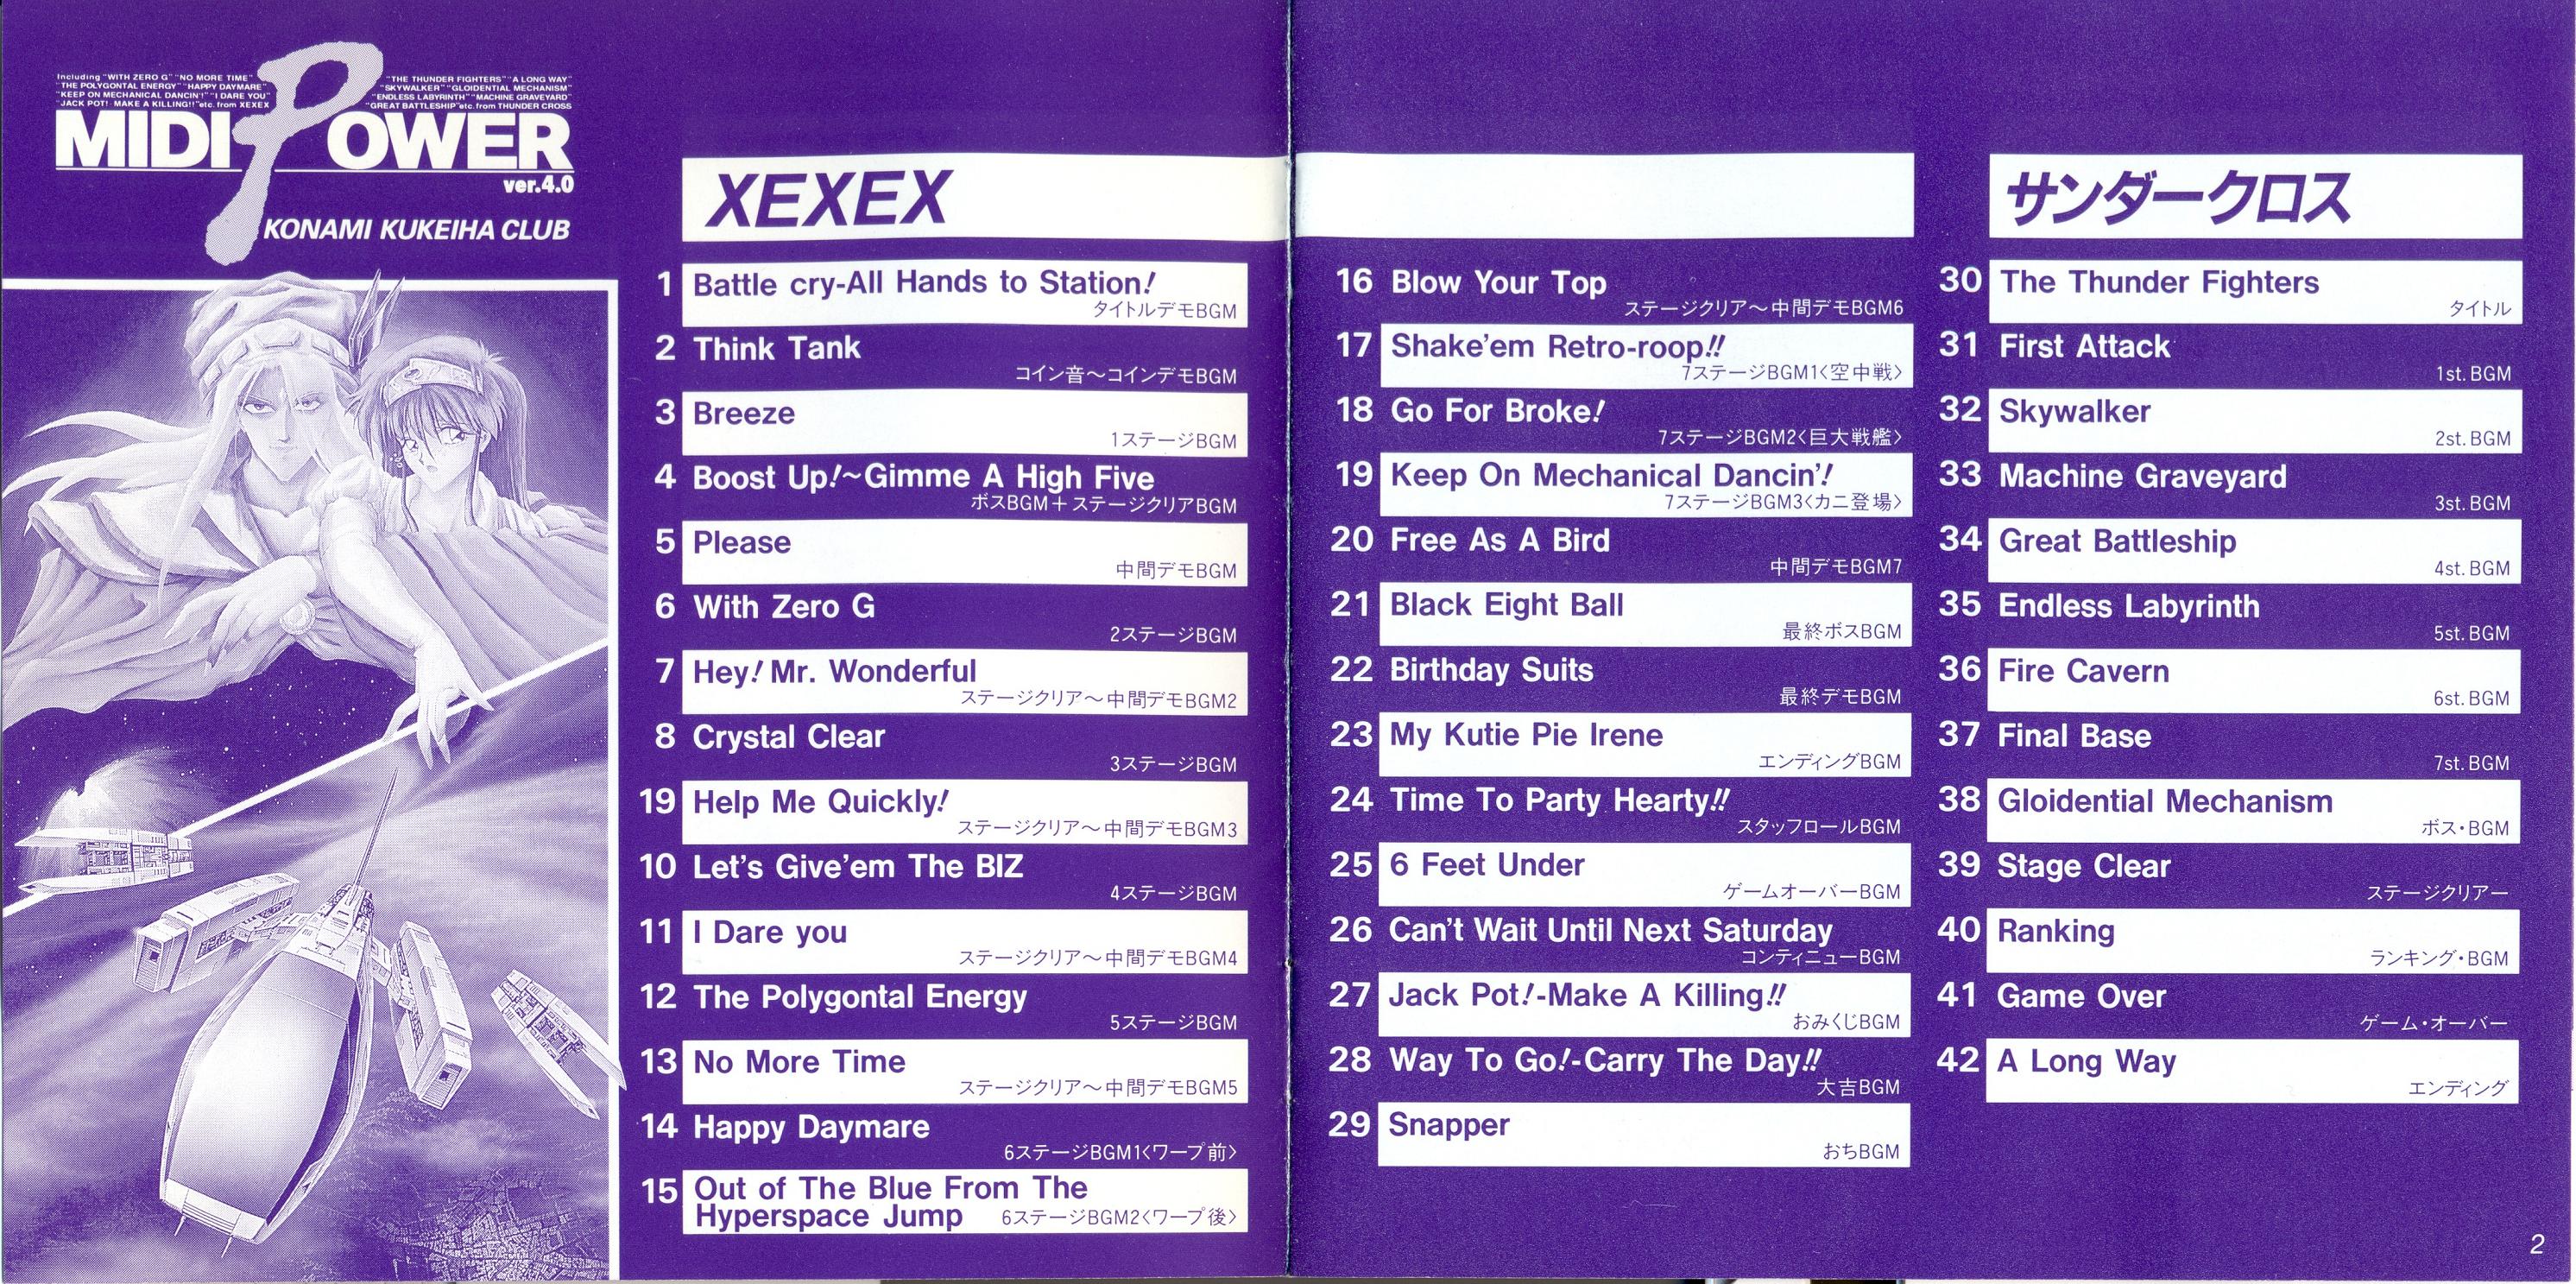 Including "WITH ZERO G" "NO MORE TIME"
"THE POLYGONTAL ENERGY" "HAPPY DAYMARE"
"KEEP ON MECHANICAL DANCIN'!" "I DARE YOU"
"JACK POT! MAKE A KILLING!!" etc. from XEXEX
"THE THUNDER FIGHTERS" "A LONG WAY"
"SKYWALKER" "GLOIDENTIAL MECHANISM"
"ENDLESS LABYRINTH" "MACHINE GRAVEYARD"
"GREAT BATTLESHIP" etc. from THUNDER CROSS
MIDI POWER
ver.4.0
KONAMI KUKEIHA CLUB
XEXEX
1 Battle cry-All Hands to Station!
タイトルデモBGM
2 Think Tank
コイン音〜コインデモBGM
3 Breeze
1ステージBGM
4 Boost Up!~Gimme A High Five
ボスBGM+ステージクリアBGM
5 Please
中間デモBGM
6 With Zero G
2ステージBGM
7 Hey! Mr. Wonderful
ステージクリア〜中間デモBGM2
8 Crystal Clear
3ステージBGM
19 Help Me Quickly!
ステージクリア〜中間デモBGM3
10 Let's Give'em The BIZ
4ステージBGM
11 I Dare you
ステージクリア〜中間デモBGM4
12 The Polygontal Energy
5ステージBGM
13 No More Time
ステージクリア〜中間デモBGM5
14 Happy Daymare
6ステージBGM1〈ワープ前〉
15 Out of The Blue From The
Hyperspace Jump 6ステージBGM2〈ワープ後〉
16 Blow Your Top
ステージクリア〜中間デモBGM6
17 Shake'em Retro-roop!!
7ステージBGM1〈空中戦〉
18 Go For Broke!
7ステージBGM2〈巨大戦艦〉
19 Keep On Mechanical Dancin'!
7ステージBGM3〈カニ登場〉
20 Free As A Bird
中間デモBGM7
21 Black Eight Ball
最終ボスBGM
22 Birthday Suits
最終デモBGM
23 My Kutie Pie Irene
エンディングBGM
24 Time To Party Hearty!!
スタッフロールBGM
25 6 Feet Under
ゲームオーバーBGM
26 Can't Wait Until Next Saturday
コンティニューBGM
27 Jack Pot!-Make A Killing!!
おみくじBGM
28 Way To Go!-Carry The Day!!
大吉BGM
29 Snapper
おちBGM
サンダークロス
30 The Thunder Fighters
タイトル
31 First Attack
1st. BGM
32 Skywalker
2st. BGM
33 Machine Graveyard
3st. BGM
34 Great Battleship
4st. BGM
35 Endless Labyrinth
5st. BGM
36 Fire Cavern
6st. BGM
37 Final Base
7st. BGM
38 Gloidential Mechanism
ボス・BGM
39 Stage Clear
ステージクリアー
40 Ranking
ランキング・BGM
41 Game Over
ゲーム・オーバー
42 A Long Way
エンディング
2